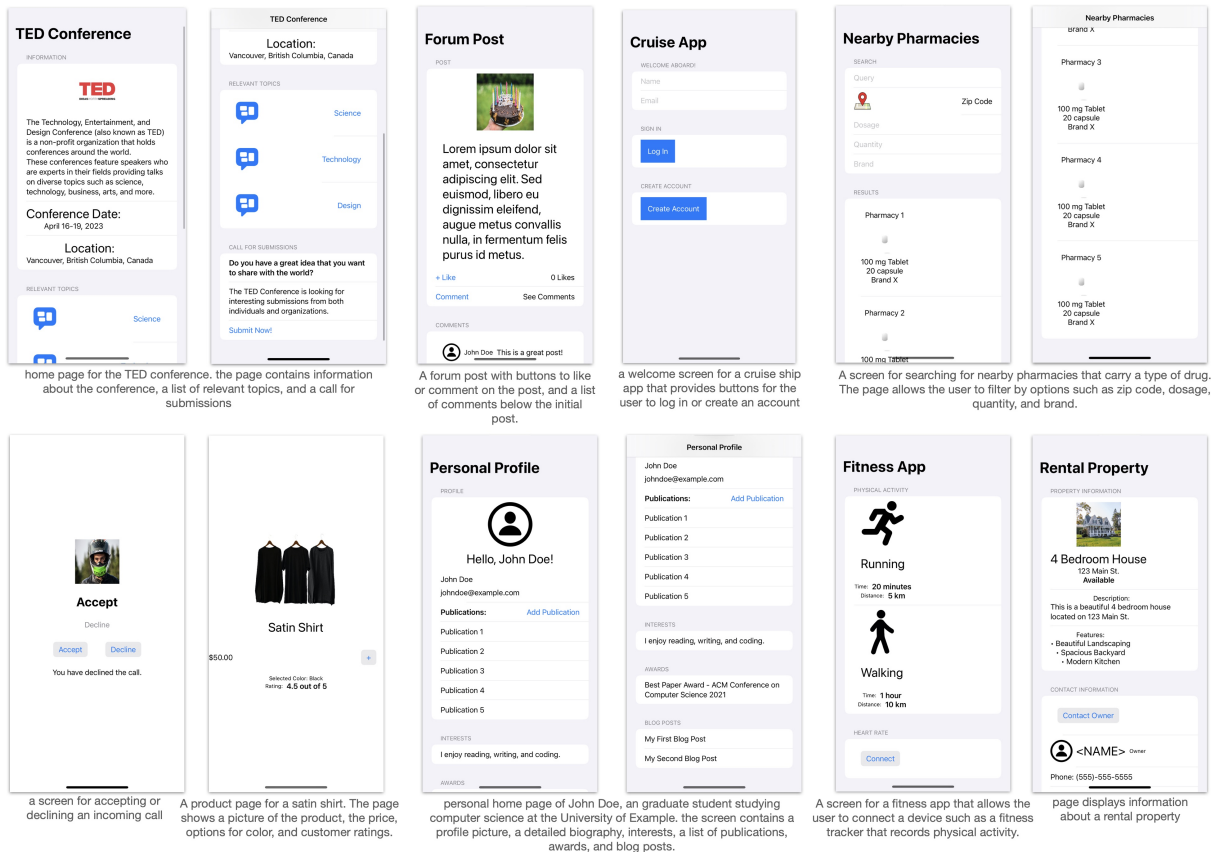 TED Conference
INFORMATION
TED
The Technology, Entertainment, and
Design Conference (also known as TED)
is a non-profit organization that holds
conferences around the world.
These conferences feature speakers who
are experts in their fields providing talks
on diverse topics such as science,
technology, business, arts, and more.
Conference Date:
April 16-19, 2023
Location:
Vancouver, British Columbia, Canada
RELEVANT TOPICS
Science
TED Conference
Location:
Vancouver, British Columbia, Canada
RELEVANT TOPICS
Science
Technology
Design
CALL FOR SUBMISSIONS
Do you have a great idea that you want
to share with the world?
The TED Conference is looking for
interesting submissions from both
individuals and organizations.
Submit Now!
home page for the TED conference. the page contains information
about the conference, a list of relevant topics, and a call for
submissions
Forum Post
POST
Lorem ipsum dolor sit
amet, consectetur
adipiscing elit. Sed
euismod, libero eu
dignissim eleifend,
augue metus convallis
nulla, in fermentum felis
purus id metus.
+ Like 0 Likes
Comment See Comments
COMMENTS
John Doe This is a great post!
A forum post with buttons to like
or comment on the post, and a list
of comments below the initial
post.
Cruise App
WELCOME ABOARD!
Name
Email
SIGN IN
Log In
CREATE ACCOUNT
Create Account
a welcome screen for a cruise ship
app that provides buttons for the
user to log in or create an account
Nearby Pharmacies
SEARCH
Query
Zip Code
Dosage
Quantity
Brand
RESULTS
Pharmacy 1
100 mg Tablet
20 capsule
Brand X
Pharmacy 2
100 mg Tablet
Nearby Pharmacies
Brand X
Pharmacy 3
100 mg Tablet
20 capsule
Brand X
Pharmacy 4
100 mg Tablet
20 capsule
Brand X
Pharmacy 5
100 mg Tablet
20 capsule
Brand X
A screen for searching for nearby pharmacies that carry a type of drug.
The page allows the user to filter by options such as zip code, dosage,
quantity, and brand.
Accept
Decline
Accept Decline
You have declined the call.
a screen for accepting or
declining an incoming call
Satin Shirt
$50.00 +
Selected Color: Black
Rating: 4.5 out of 5
A product page for a satin shirt. The page
shows a picture of the product, the price,
options for color, and customer ratings.
Personal Profile
PROFILE
Hello, John Doe!
John Doe
johndoe@example.com
Publications: Add Publication
Publication 1
Publication 2
Publication 3
Publication 4
Publication 5
INTERESTS
I enjoy reading, writing, and coding.
AWARDS
Personal Profile
John Doe
johndoe@example.com
Publications: Add Publication
Publication 1
Publication 2
Publication 3
Publication 4
Publication 5
INTERESTS
I enjoy reading, writing, and coding.
AWARDS
Best Paper Award - ACM Conference on
Computer Science 2021
BLOG POSTS
My First Blog Post
My Second Blog Post
personal home page of John Doe, an graduate student studying
computer science at the University of Example. the screen contains a
profile picture, a detailed biography, interests, a list of publications,
awards, and blog posts.
Fitness App
PHYSICAL ACTIVITY
Running
Time: 20 minutes
Distance: 5 km
Walking
Time: 1 hour
Distance: 10 km
HEART RATE
Connect
A screen for a fitness app that allows the
user to connect a device such as a fitness
tracker that records physical activity.
Rental Property
PROPERTY INFORMATION
4 Bedroom House
123 Main St.
Available
Description:
This is a beautiful 4 bedroom house
located on 123 Main St.
Features:
• Beautiful Landscaping
• Spacious Backyard
• Modern Kitchen
CONTACT INFORMATION
Contact Owner
<NAME> Owner
Phone: (555)-555-5555
page displays information
about a rental property